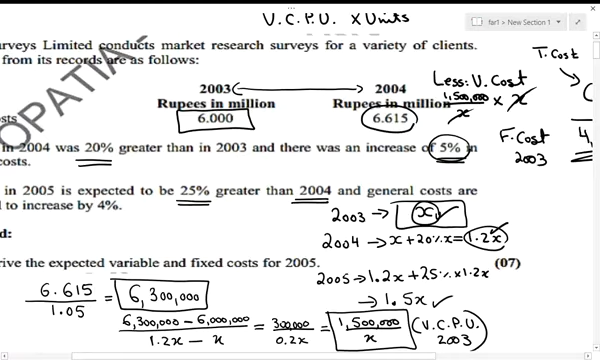 V.C.P.U. x Units
far1 > New Section 1
urveys Limited conducts market research surveys for a variety of clients.
from its records are as follows:
T. Cost
2003 2004
Rupees in million Rupees in million
6.000 6.615
osts
Less: V. Cost
1,500,000 / x × x
F. Cost
2003
4,
in 2004 was 20% greater than in 2003 and there was an increase of 5% in
costs.
in 2005 is expected to be 25% greater than 2004 and general costs are
d to increase by 4%.
2003 → x
2004 → x + 20% x = 1.2x
ed:
rive the expected variable and fixed costs for 2005. (07)
2005 → 1.2x + 25% x 1.2x
→ 1.5x
6.615 / 1.05 = 6,300,000
6,300,000 - 6,000,000 / 1.2x - x = 300000 / 0.2x = 1,500,000 / x (V.C.P.U. 2003)